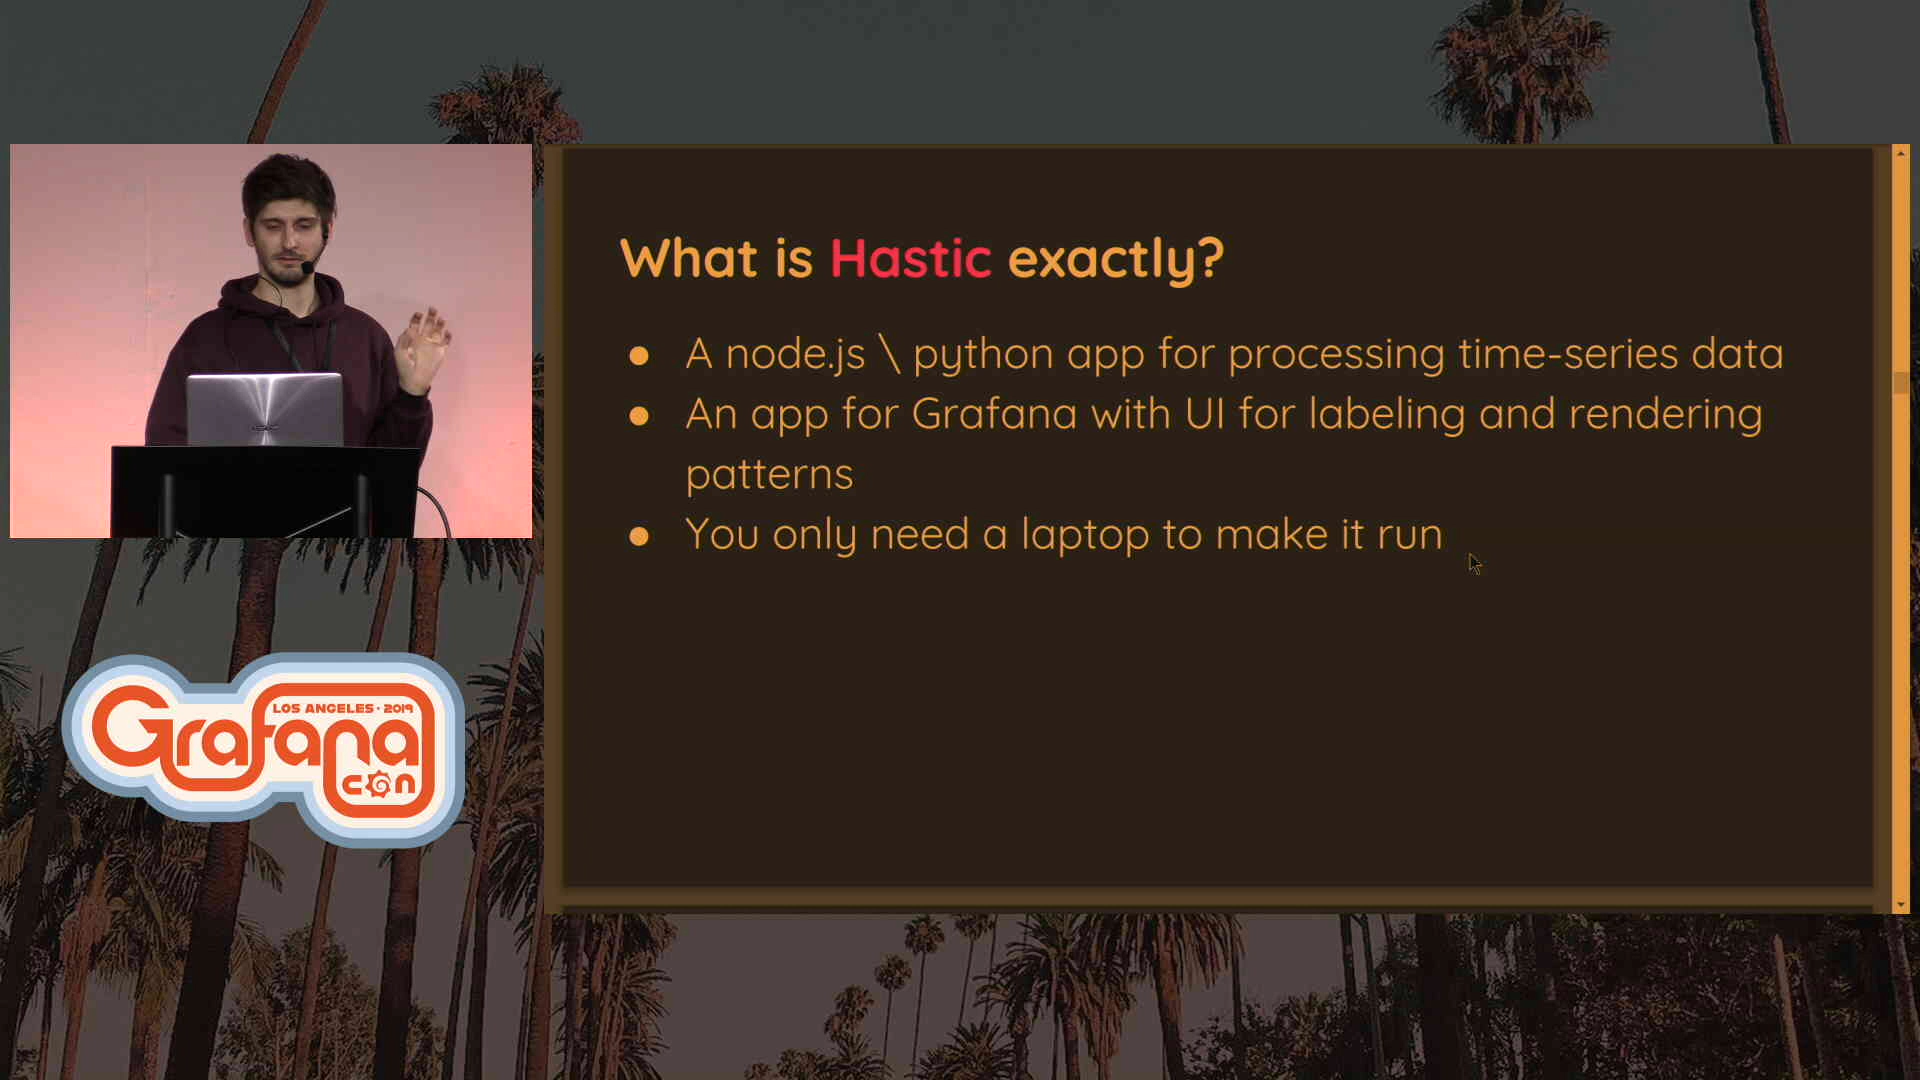 What is Hastic exactly?
● A node.js \ python app for processing time-series data
● An app for Grafana with UI for labeling and rendering
patterns
● You only need a laptop to make it run
LOS ANGELES · 2019
Grafana
con